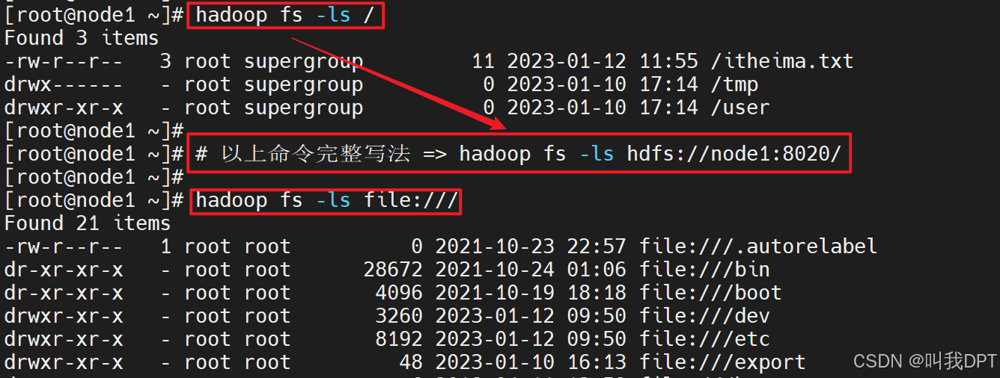 [root@node1 ~]# hadoop fs -ls /
Found 3 items
-rw-r--r--   3 root supergroup         11 2023-01-12 11:55 /itheima.txt
drwx------   - root supergroup          0 2023-01-10 17:14 /tmp
drwxr-xr-x   - root supergroup          0 2023-01-10 17:14 /user
[root@node1 ~]#
[root@node1 ~]# # 以上命令完整写法 => hadoop fs -ls hdfs://node1:8020/
[root@node1 ~]#
[root@node1 ~]# hadoop fs -ls file:///
Found 21 items
-rw-r--r--   1 root root          0 2021-10-23 22:57 file:///.autorelabel
dr-xr-xr-x   - root root      28672 2021-10-24 01:06 file:///bin
dr-xr-xr-x   - root root       4096 2021-10-19 18:18 file:///boot
drwxr-xr-x   - root root       3260 2023-01-12 09:50 file:///dev
drwxr-xr-x   - root root       8192 2023-01-12 09:50 file:///etc
drwxr-xr-x   - root root         48 2023-01-10 16:13 file:///export
CSDN @叫我DPT